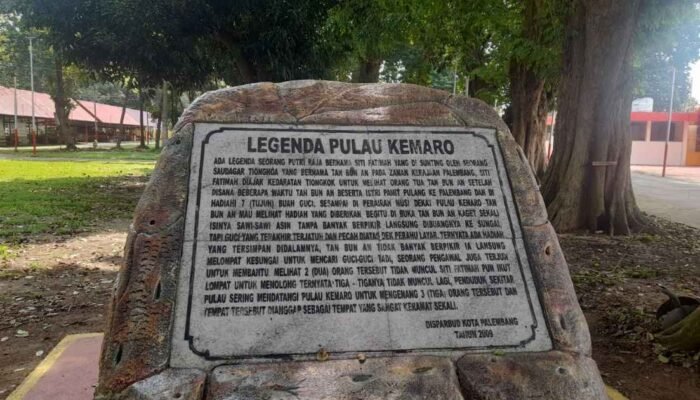 LEGENDA PULAU KEMARO
ADA LEGENDA SEORANG PUTRI RAJA BERNAMA SITI FATIMAH YANG DI SUNTING OLEH SEORANG
SAUDAGAR TIONGHOA YANG BERNAMA TAN BUN AN PADA ZAMAN KERAJAAN PALEMBANG, SITI
FATIMAH DIAJAK KEDARATAN TIONGKOK UNTUK MELIHAT ORANG TUA TAN BUN AN SETELAH
BEBERAPA WAKTU TAN BUN AN BESERTA ISTRI PAMIT PULANG KE PALEMBANG DAN DI
HADIAHI 7 (TUJUH) BUAH GUCI, SESAMPAI DI PERAIRAN MUSI DEKAT PULAU KEMARO TAN
BUN AN MAU MELIHAT HADIAH YANG DIBERIKAN BEGITU DI BUKA TAN BUN AN KAGET SEKALI
ISINYA SAWI-SAWI ASIN TANPA BANYAK BERPIKIR LANGSUNG DIBUANGNYA KE SUNGAI,
TAPI GUCI YANG TERAKHIR TERJATUH DAN PECAH DIATAS DEK PERAHU LAYAR, TERNYATA ADA HADIAH
YANG TERSIMPAN DIDALAMNYA, TAN BUN AN TIDAK BANYAK BERPIKIR IA LANSUNG
MELOMPAT KESUNGAI UNTUK MENCARI GUCI-GUCI TADI, SEORANG PENGAWAL JUGA TERJUN
UNTUK MEMBANTU MELIHAT 2 (DUA) ORANG TERSEBUT TIDAK MUNCUL SITI FATIMAH PUN IKUT
LOMPAT UNTUK MENOLONG TERNYATA TIGA - TIGANYA TIDAK MUNCUL LAGI, PENDUDUK SEKITAR
PULAU SERING MENDATANGI PULAU KEMARO UNTUK MENGENANG 3 (TIGA) ORANG TERSEBUT DAN
TEMPAT TERSEBUT DIANGGAP SEBAGAI TEMPAT YANG SANGAT KERAMAT SEKALI.
DISPARBUD KOTA PALEMBANG
TAHUN 2009